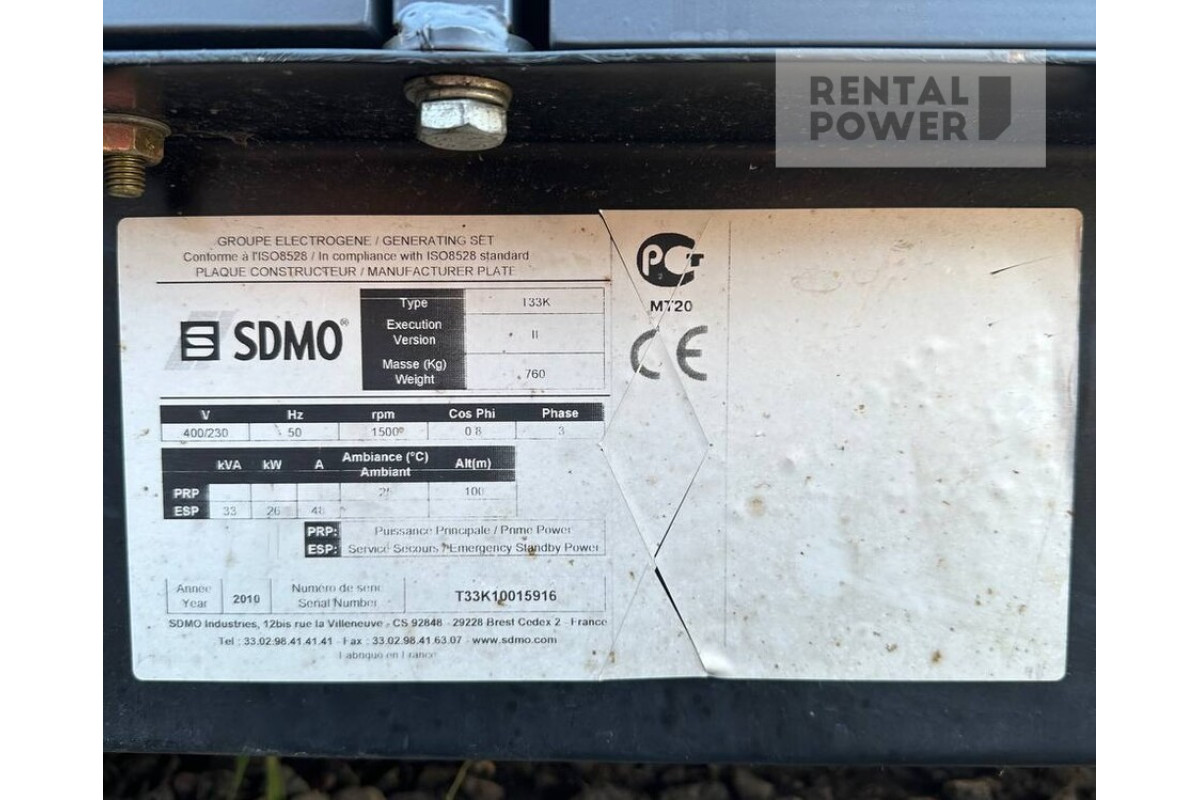 RENTAL
POWER
GROUPE ELECTROGENE / GENERATING SET
Conforme à l'ISO8528 / In compliance with ISO8528 standard
PLAQUE CONSTRUCTEUR / MANUFACTURER PLATE
SDMO®
Type T33K
Execution
Version II
Masse (Kg)
Weight 760
PCT
MT20
CE
V Hz rpm Cos Phi Phase
400/230 50 1500 0.8 3
kVA kW A Ambiance (°C)
Ambiant Alt(m)
PRP 25 100
ESP 33 26 48
PRP: Puissance Principale / Prime Power
ESP: Service Secours / Emergency Standby Power
Année
Year 2010
Numéro de série
Serial Number T33K10015916
SDMO Industries, 12bis rue la Villeneuve - CS 92848 - 29228 Brest Cedex 2 - France
Tel : 33.02.98.41.41.41 - Fax : 33.02.98.41.63.07 - www.sdmo.com
Fabriqué en France